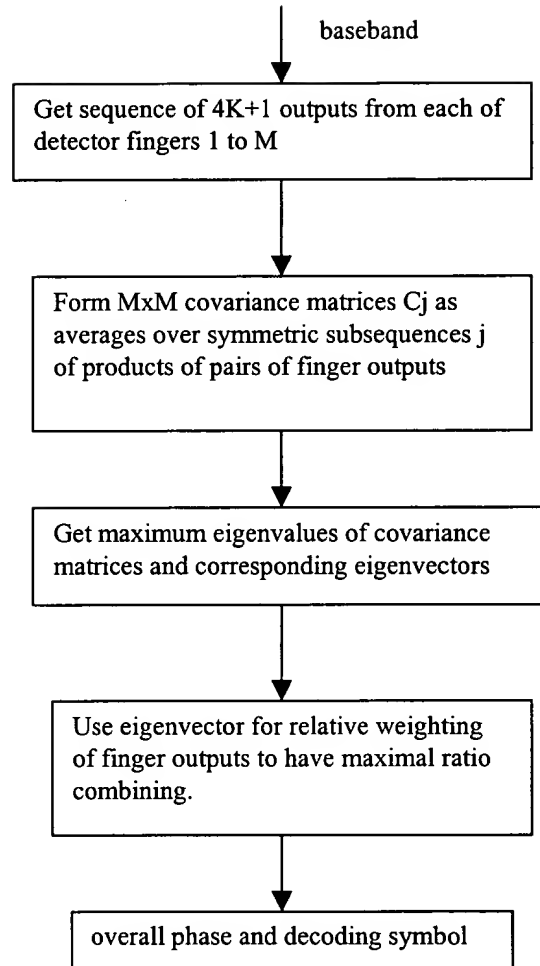 baseband
Get sequence of 4K+1 outputs from each of
detector fingers 1 to M
Form MxM covariance matrices Cj as
averages over symmetric subsequences j
of products of pairs of finger outputs
Get maximum eigenvalues of covariance
matrices and corresponding eigenvectors
Use eigenvector for relative weighting
of finger outputs to have maximal ratio
combining.
overall phase and decoding symbol